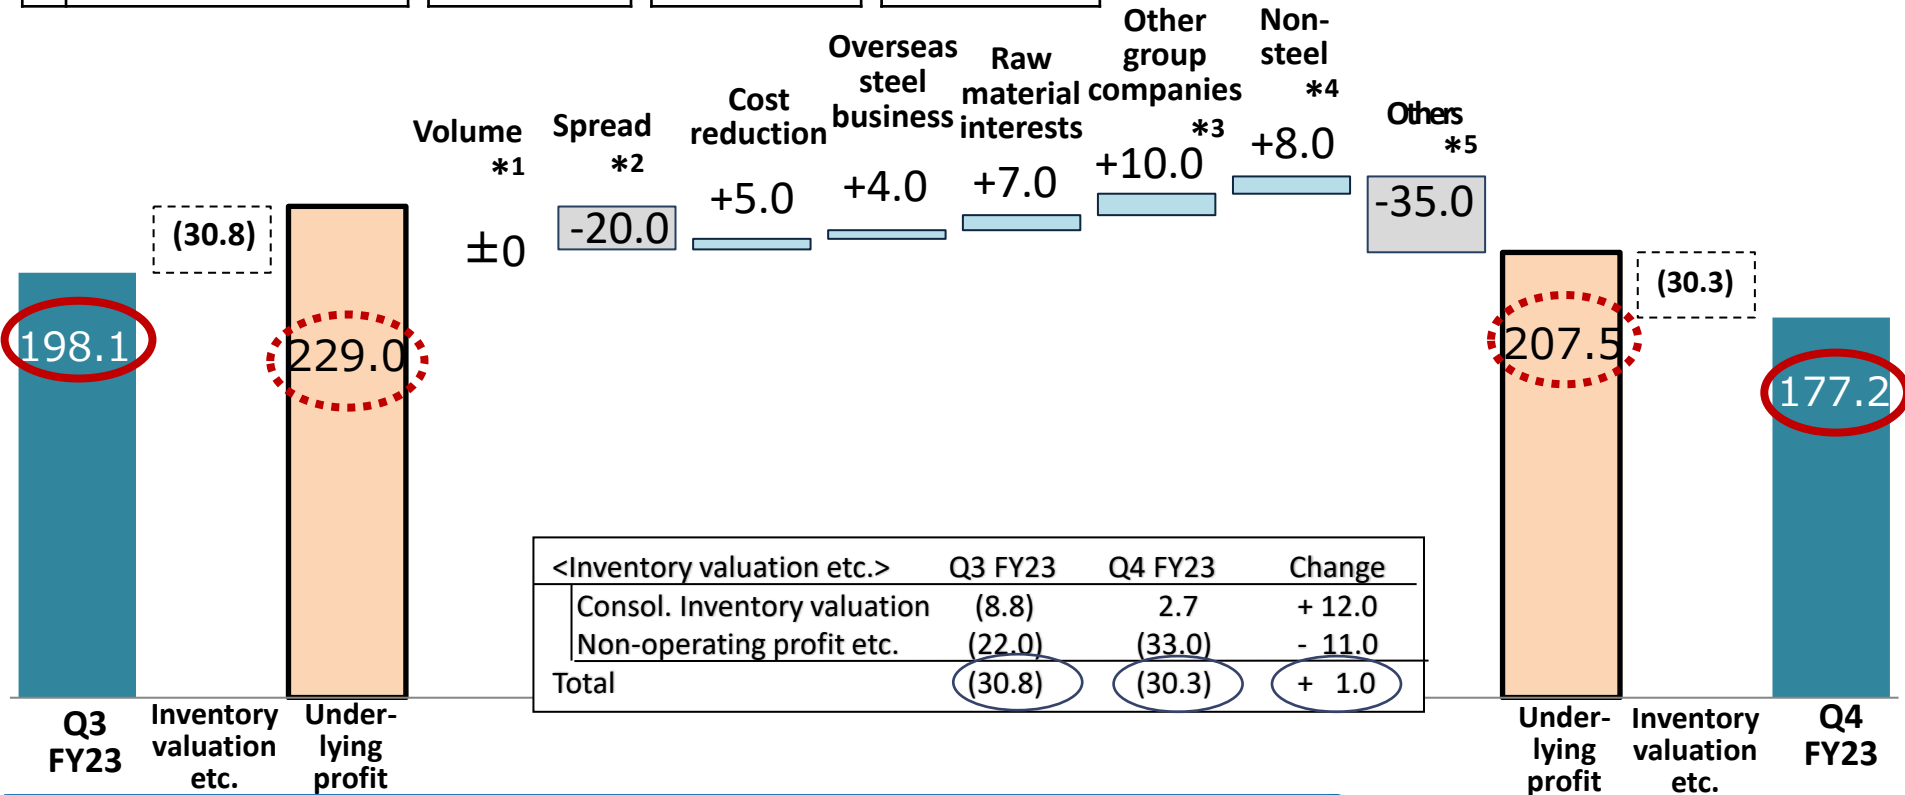 Volume
*1
±0
Spread
*2
-20.0
Cost
reduction
+5.0
Overseas
steel
business
+4.0
Raw
material
interests
+7.0
Other
group
companies
*3
+10.0
Non-
steel
*4
+8.0
Others
*5
-35.0
(30.8)
198.1
229.0
207.5
(30.3)
177.2
<Inventory valuation etc.> Q3 FY23 Q4 FY23 Change
Consol. Inventory valuation (8.8) 2.7 + 12.0
Non-operating profit etc. (22.0) (33.0) - 11.0
Total (30.8) (30.3) + 1.0
Q3
FY23
Inventory
valuation
etc.
Under-
lying
profit
Under-
lying
profit
Inventory
valuation
etc.
Q4
FY23